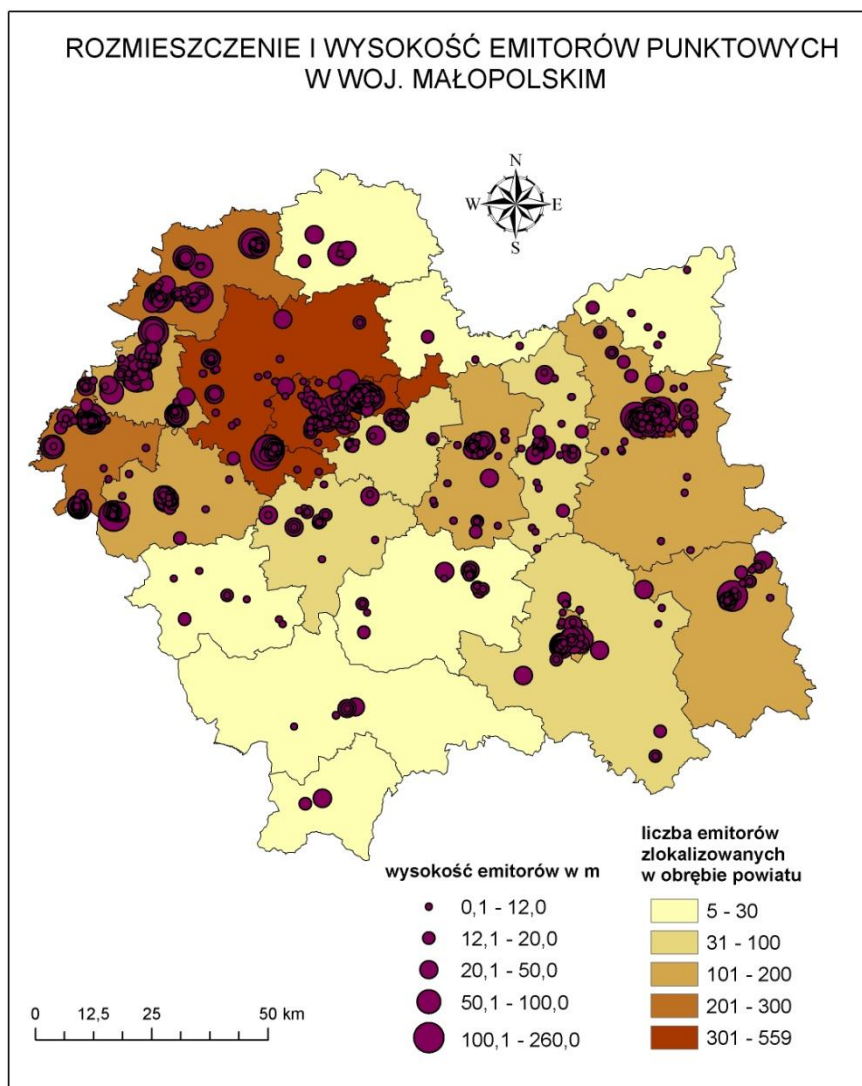 ROZMIESZCZENIE I WYSOKOŚĆ EMITORÓW PUNKTOWYCH
W WOJ. MAŁOPOLSKIM
N
W E
S
wysokość emitorów w m
0,1 - 12,0
12,1 - 20,0
20,1 - 50,0
50,1 - 100,0
100,1 - 260,0
liczba emitorów
zlokalizowanych
w obrębie powiatu
5 - 30
31 - 100
101 - 200
201 - 300
301 - 559
0 12,5 25 50 km